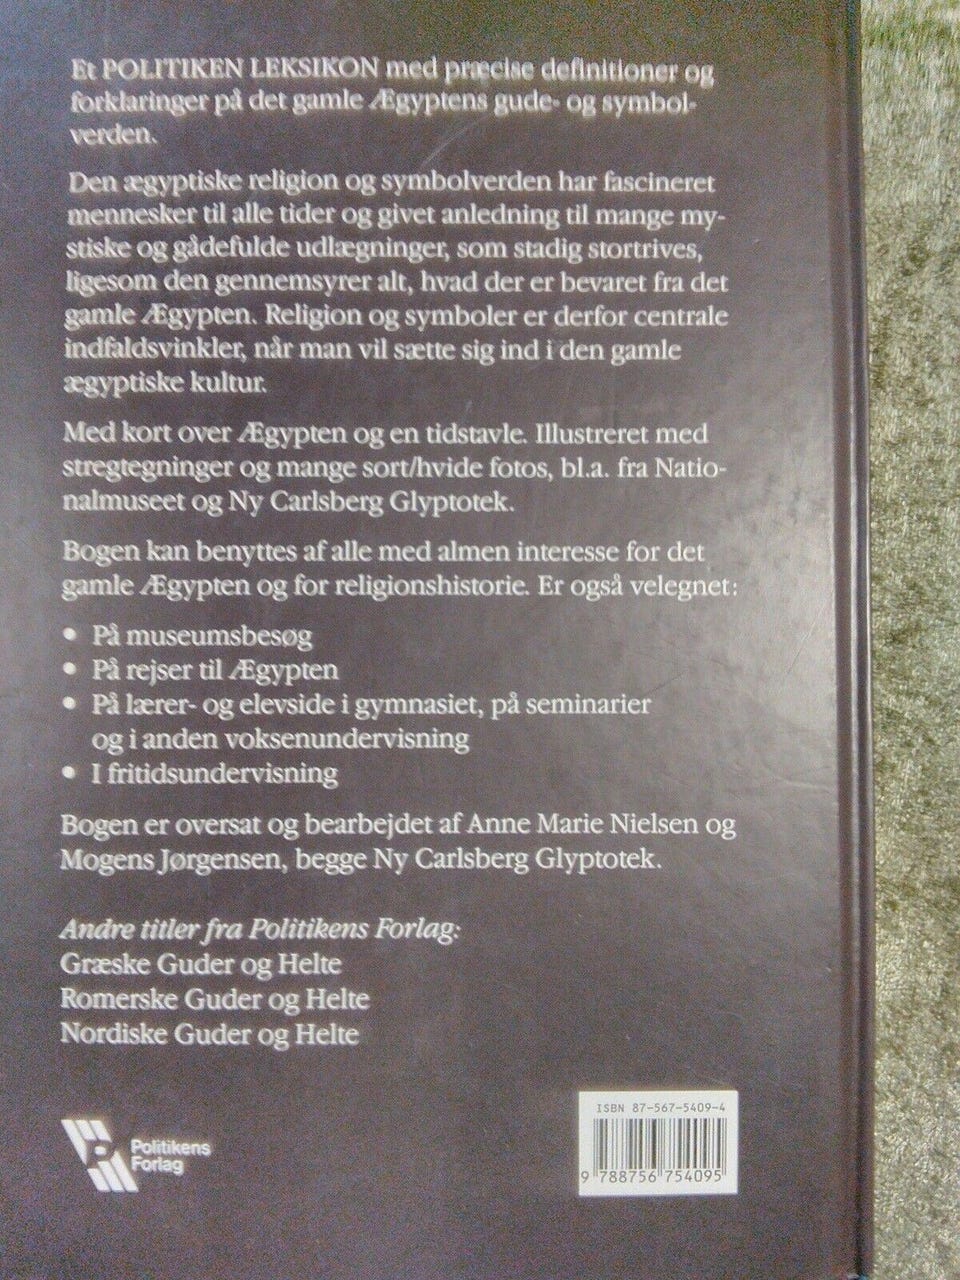 Et POLITIKEN LEKSIKON med præcise definitioner og
forklaringer på det gamle Ægyptens gude- og symbol-
verden.
Den ægyptiske religion og symbolverden har fascineret
mennesker til alle tider og givet anledning til mange my-
stiske og gådefulde udlægninger, som stadig stortrives,
ligesom den gennemsyrer alt, hvad der er bevaret fra det
gamle Ægypten. Religion og symboler er derfor centrale
indfaldsvinkler, når man vil sætte sig ind i den gamle
ægyptiske kultur.
Med kort over Ægypten og en tidstavle. Illustreret med
stregtegninger og mange sort/hvide fotos, bl.a. fra Natio-
nalmuseet og Ny Carlsberg Glyptotek.
Bogen kan benyttes af alle med almen interesse for det
gamle Ægypten og for religionshistorie. Er også velegnet:
• På museumsbesøg
• På rejser til Ægypten
• På lærer- og elevside i gymnasiet, på seminarier
og i anden voksenundervisning
• I fritidsundervisning
Bogen er oversat og bearbejdet af Anne Marie Nielsen og
Mogens Jørgensen, begge Ny Carlsberg Glyptotek.
Andre titler fra Politikens Forlag:
Græske Guder og Helte
Romerske Guder og Helte
Nordiske Guder og Helte
Politikens
Forlag
ISBN 87-567-5409-4
9 788756 754095